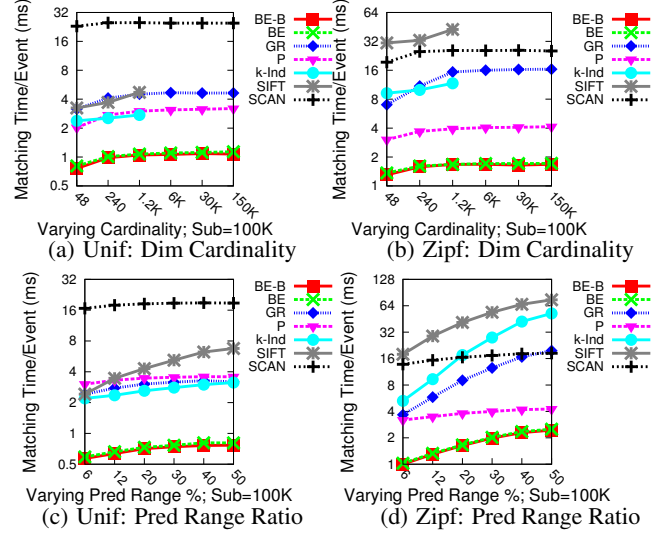 Matching Time/Event (ms)
32
16
8
4
2
1
0.5
48
240
1.2K
6K
30K
150K
BE-B
BE
GR
P
k-Ind
SIFT
SCAN
Varying Cardinality; Sub=100K
(a) Unif: Dim Cardinality
Matching Time/Event (ms)
64
32
16
8
4
2
1
48
240
1.2K
6K
30K
150K
BE-B
BE
GR
P
k-Ind
SIFT
SCAN
Varying Cardinality; Sub=100K
(b) Zipf: Dim Cardinality
Matching Time/Event (ms)
32
16
8
4
2
1
0.5
6
12
20
30
40
50
BE-B
BE
GR
P
k-Ind
SIFT
SCAN
Varying Pred Range %; Sub=100K
(c) Unif: Pred Range Ratio
Matching Time/Event (ms)
128
64
32
16
8
4
2
1
6
12
20
30
40
50
BE-B
BE
GR
P
k-Ind
SIFT
SCAN
Varying Pred Range %; Sub=100K
(d) Zipf: Pred Range Ratio